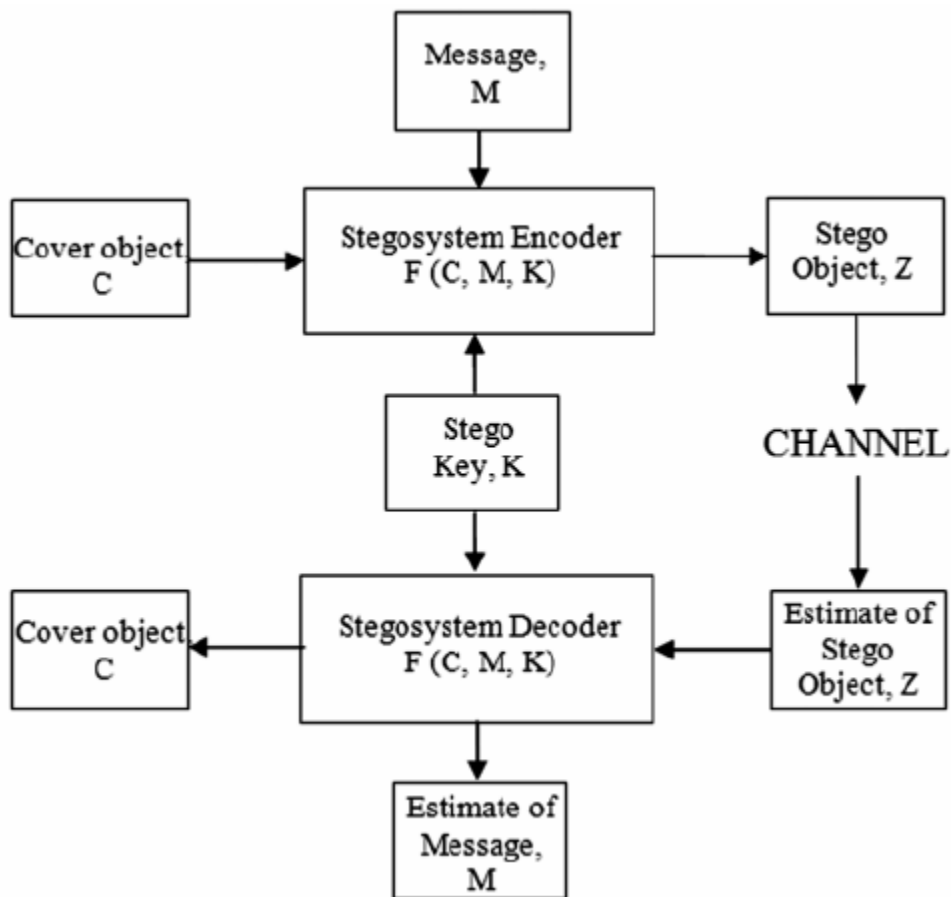 Message,
M
Cover object,
C
Stegosystem Encoder
F (C, M, K)
Stego
Object, Z
Stego
Key, K
CHANNEL
Cover object,
C
Stegosystem Decoder
F (C, M, K)
Estimate of
Stego
Object, Z
Estimate of
Message,
M